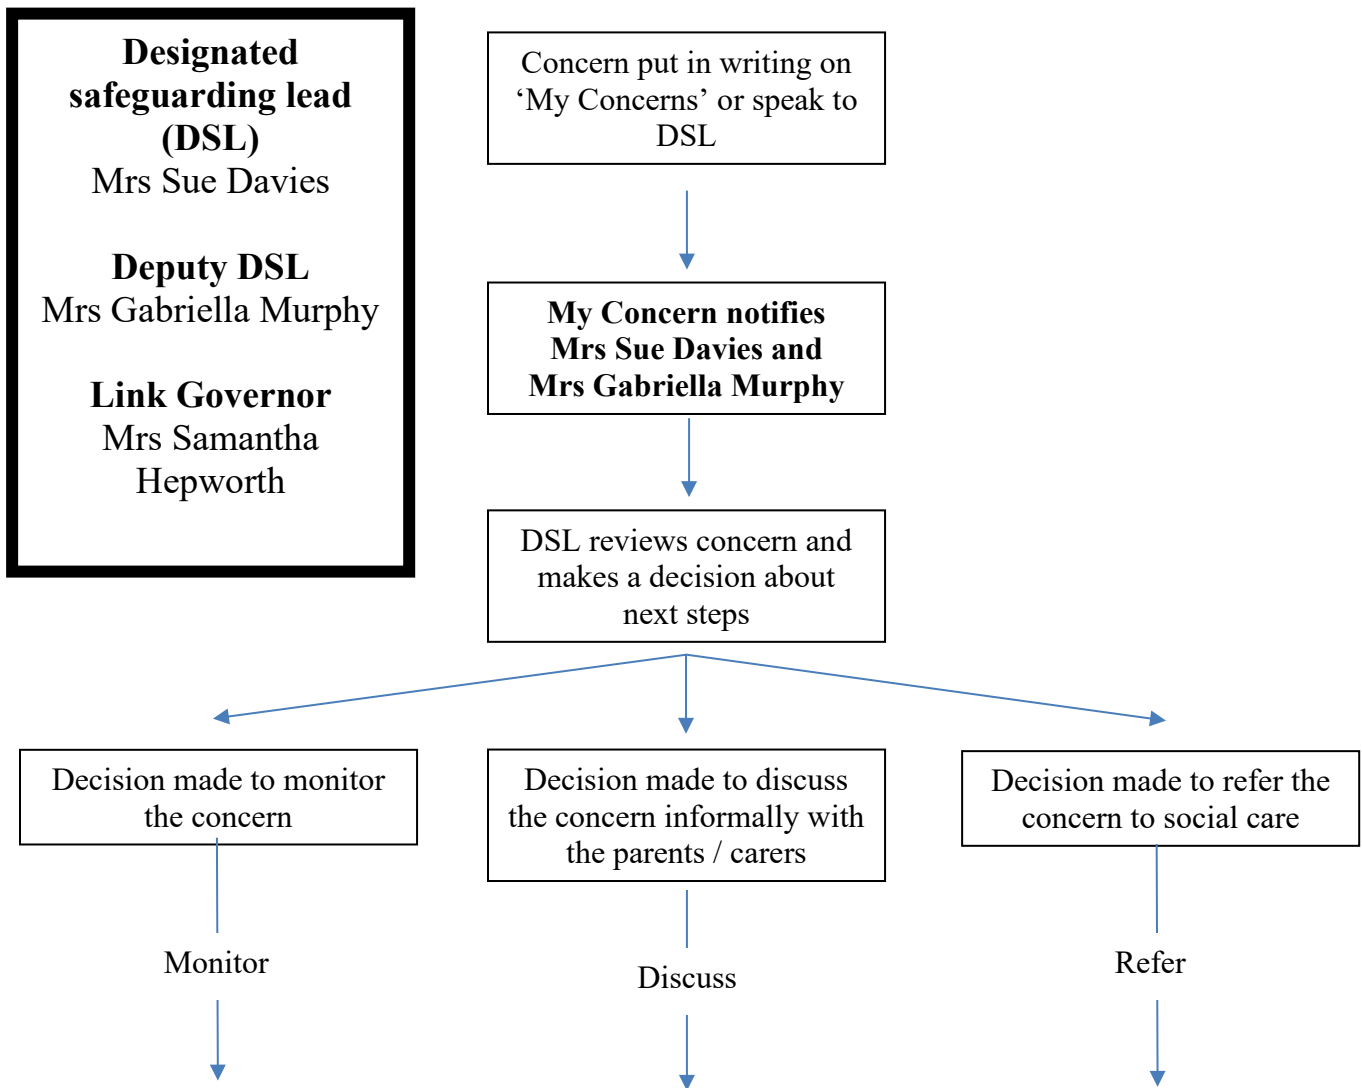 Designated
safeguarding lead
(DSL)
Mrs Sue Davies
Deputy DSL
Mrs Gabriella Murphy
Link Governor
Mrs Samantha
Hepworth
Concern put in writing on
‘My Concerns’ or speak to
DSL
My Concern notifies
Mrs Sue Davies and
Mrs Gabriella Murphy
DSL reviews concern and
makes a decision about
next steps
Decision made to monitor
the concern
Decision made to discuss
the concern informally with
the parents / carers
Decision made to refer the
concern to social care
Monitor
Discuss
Refer